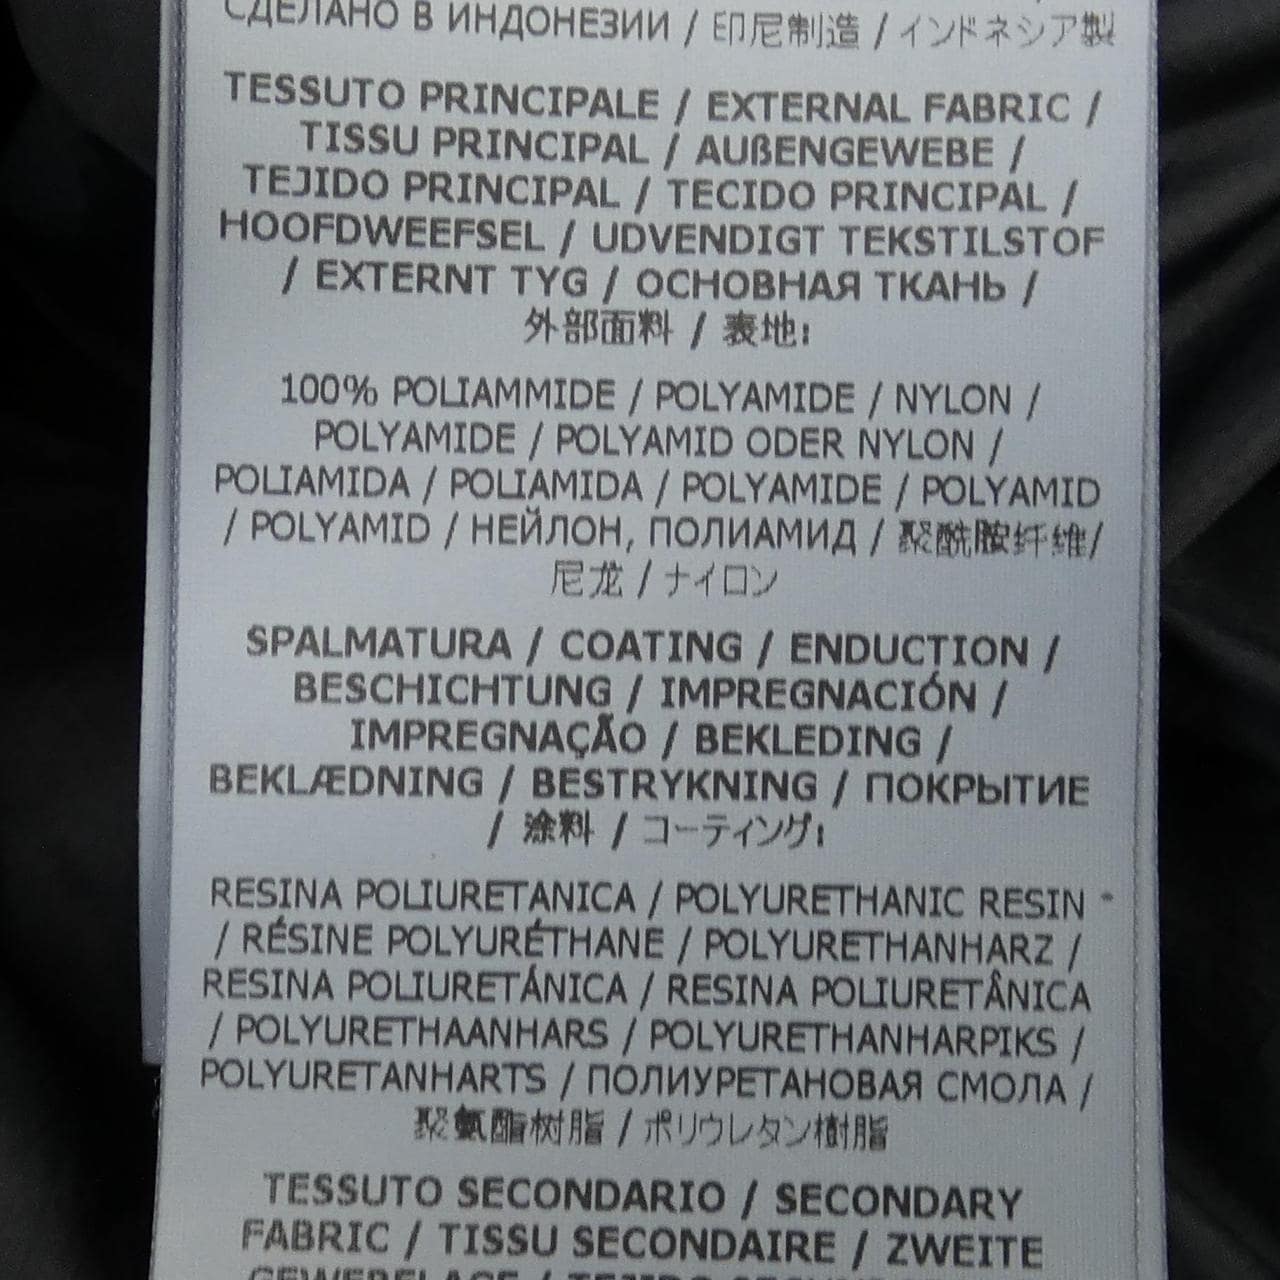 СДЕЛАНО В ИНДОНЕЗИИ / 印尼制造 / インドネシア製
TESSUTO PRINCIPALE / EXTERNAL FABRIC /
TISSU PRINCIPAL / AUßENGEWEBE /
TEJIDO PRINCIPAL / TECIDO PRINCIPAL /
HOOFDWEEFSEL / UDVENDIGT TEKSTILSTOF
/ EXTERNT TYG / ОСНОВНАЯ ТКАНЬ /
外部面料 / 表地:
100% POLIAMMIDE / POLYAMIDE / NYLON /
POLYAMIDE / POLYAMID ODER NYLON /
POLIAMIDA / POLIAMIDA / POLYAMIDE / POLYAMID
/ POLYAMID / НЕЙЛОН, ПОЛИАМИД / 聚酰胺纤维/
尼龙 / ナイロン
SPALMATURA / COATING / ENDUCTION /
BESCHICHTUNG / IMPREGNACIÓN /
IMPREGNAÇÃO / BEKLEDING /
BEKLÆDNING / BESTRYKNING / ПОКРЫТИЕ
/ 涂料 / コーティング:
RESINA POLIURETANICA / POLYURETHANIC RESIN
/ RÉSINE POLYURÉTHANE / POLYURETHANHARZ /
RESINA POLIURETÁNICA / RESINA POLIURETÂNICA
/ POLYURETHAANHARS / POLYURETHANHARPIKS /
POLYURETANHARTS / ПОЛИУРЕТАНОВАЯ СМОЛА /
聚氨酯树脂 / ポリウレタン樹脂
TESSUTO SECONDARIO / SECONDARY
FABRIC / TISSU SECONDAIRE / ZWEITE